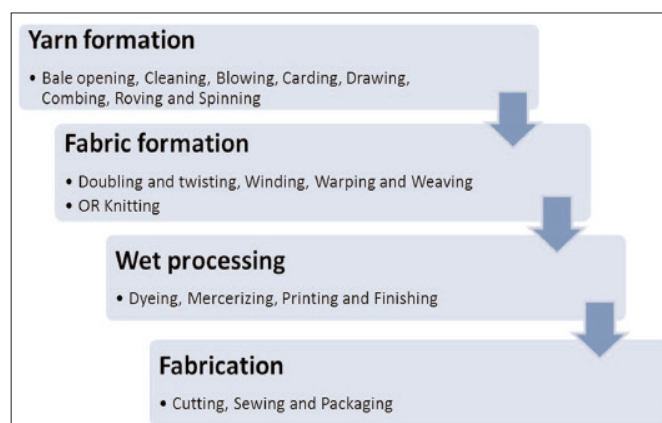 Yarn formation
• Bale opening, Cleaning, Blowing, Carding, Drawing,
Combing, Roving and Spinning
Fabric formation
• Doubling and twisting, Winding, Warping and Weaving
• OR Knitting
Wet processing
• Dyeing, Mercerizing, Printing and Finishing
Fabrication
• Cutting, Sewing and Packaging